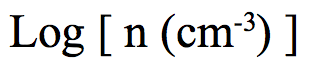 Log [ n (cm⁻³) ]